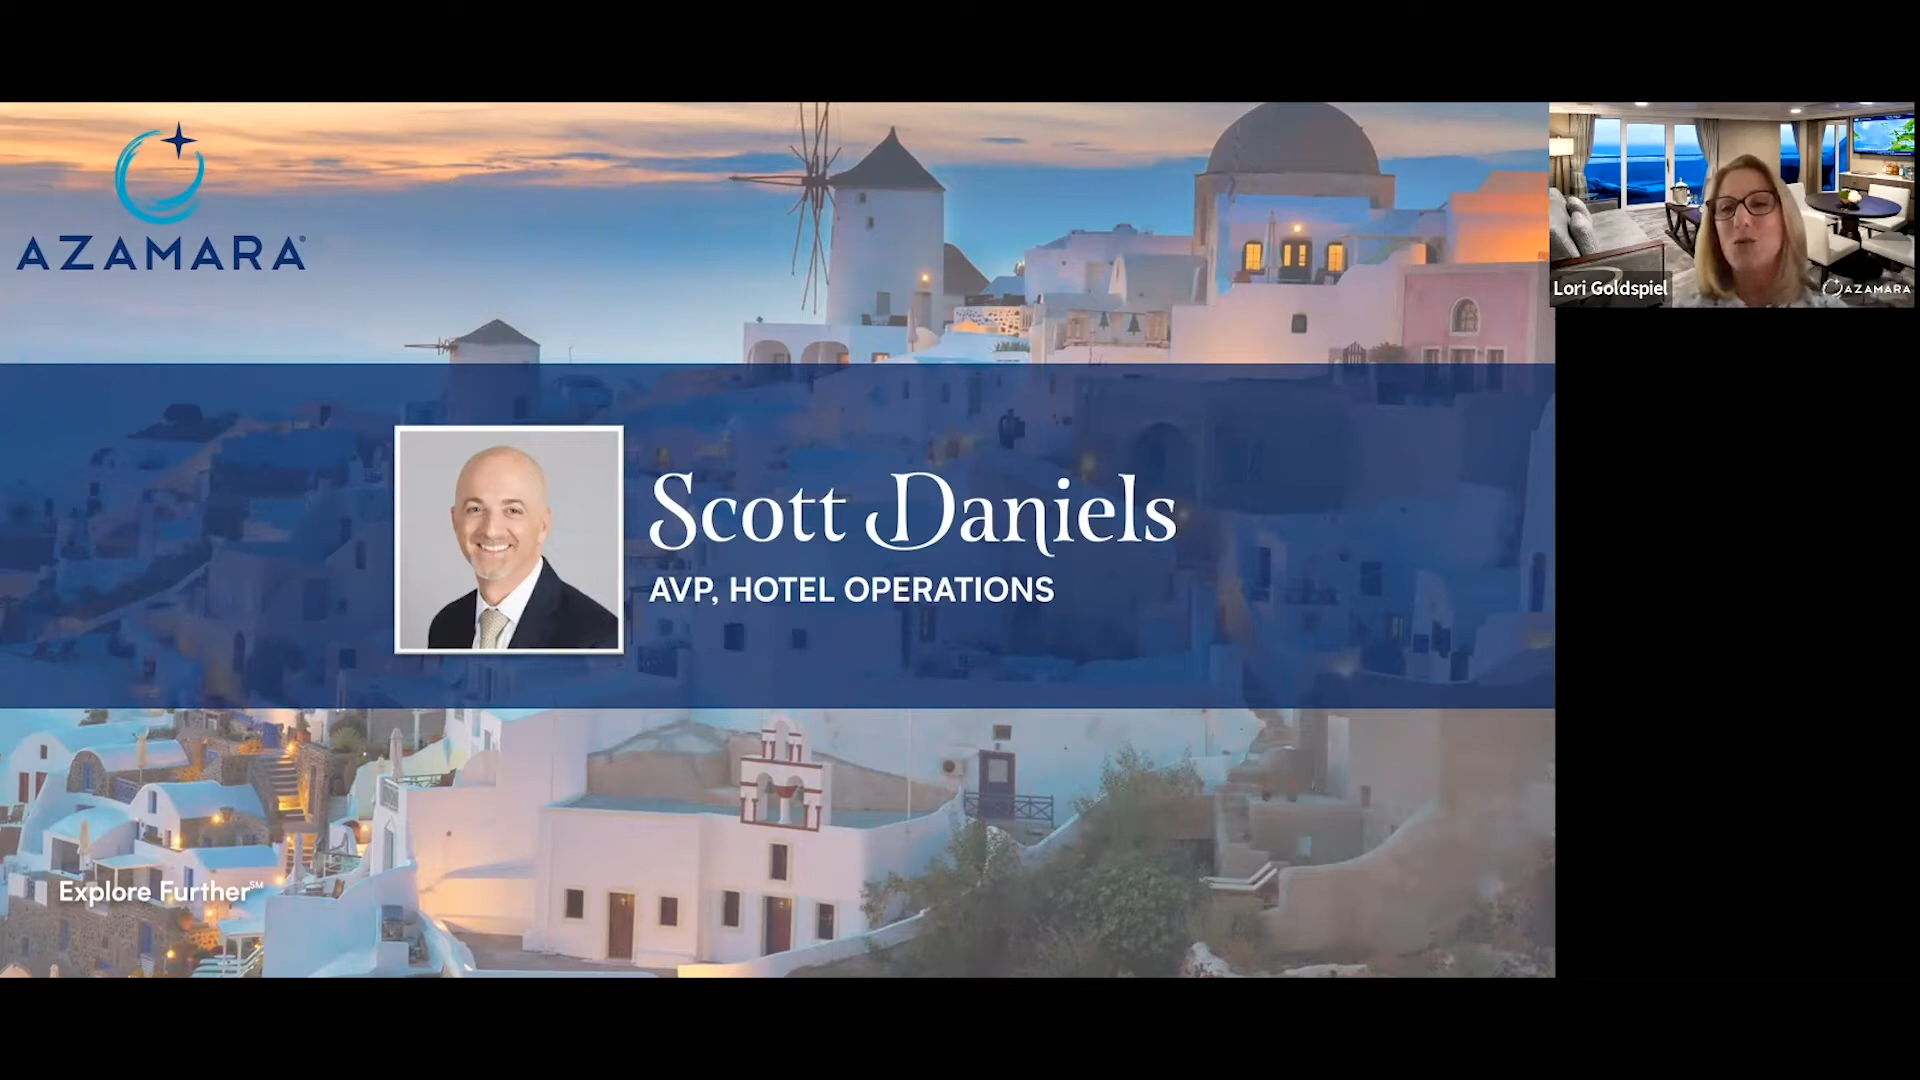 AZAMARA®
Scott Daniels
AVP, HOTEL OPERATIONS
Explore Further℠
Lori Goldspiel
AZAMARA